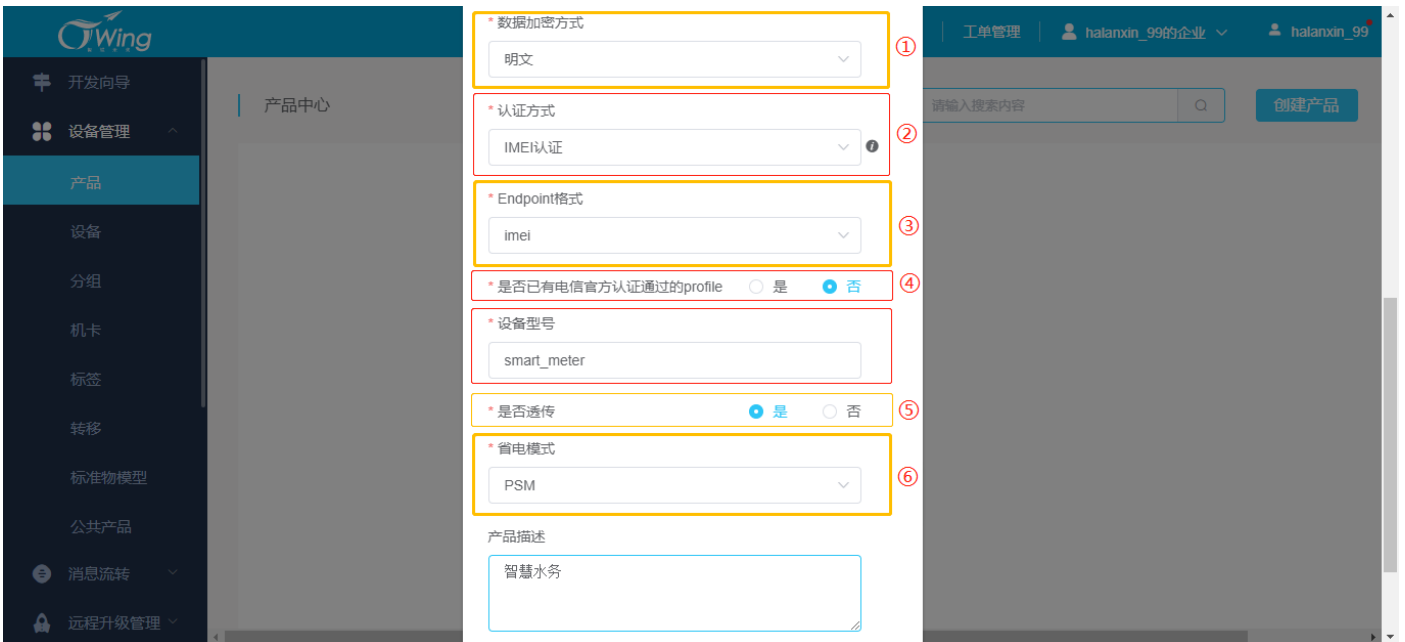 Wing
工单管理
halanxin_99的企业
halanxin_99
开发向导
设备管理
产品
设备
分组
机卡
标签
转移
标准物模型
公共产品
消息流转
远程升级管理
产品中心
请输入搜索内容
创建产品
* 数据加密方式
明文
①
* 认证方式
IMEI认证
②
* Endpoint格式
imei
③
* 是否已有电信官方认证通过的profile 是 否
④
* 设备型号
smart_meter
* 是否透传 是 否
⑤
* 省电模式
PSM
⑥
产品描述
智慧水务